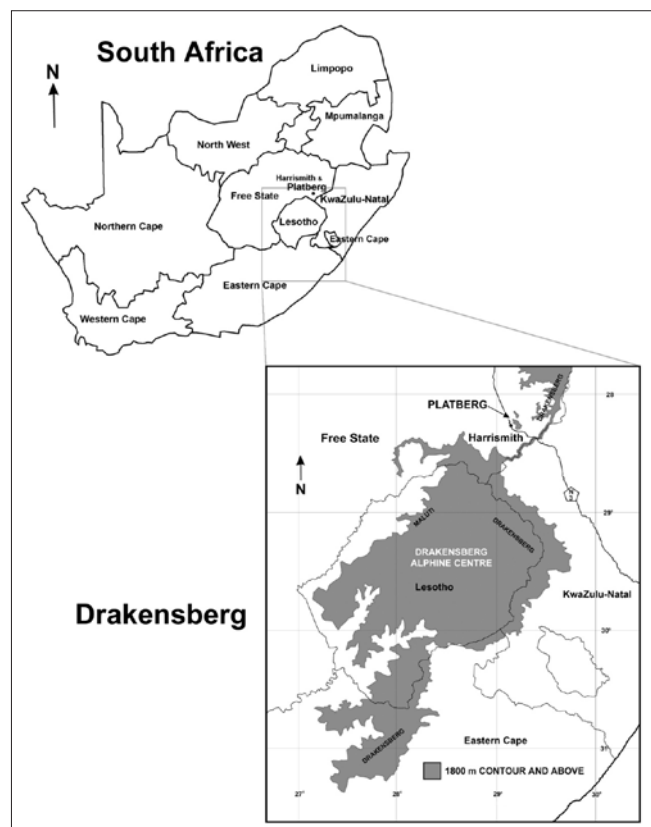 South Africa
N
Limpopo
Mpumalanga
North West
Harrismith &
Platberg
Free State
KwaZulu-Natal
Lesotho
Northern Cape
Eastern Cape
Eastern Cape
Western Cape
PLATBERG
DRAKENSBERG
28
Free State
Harrismith
N
N
3
29°
MALUTI
DRAKENSBERG
DRAKENSBERG
ALPHINE CENTRE
Lesotho
KwaZulu-Natal
Drakensberg
30°
Eastern Cape
DRAKENSBERG
31°
1800 m CONTOUR AND ABOVE
27°
28°
29°
30°